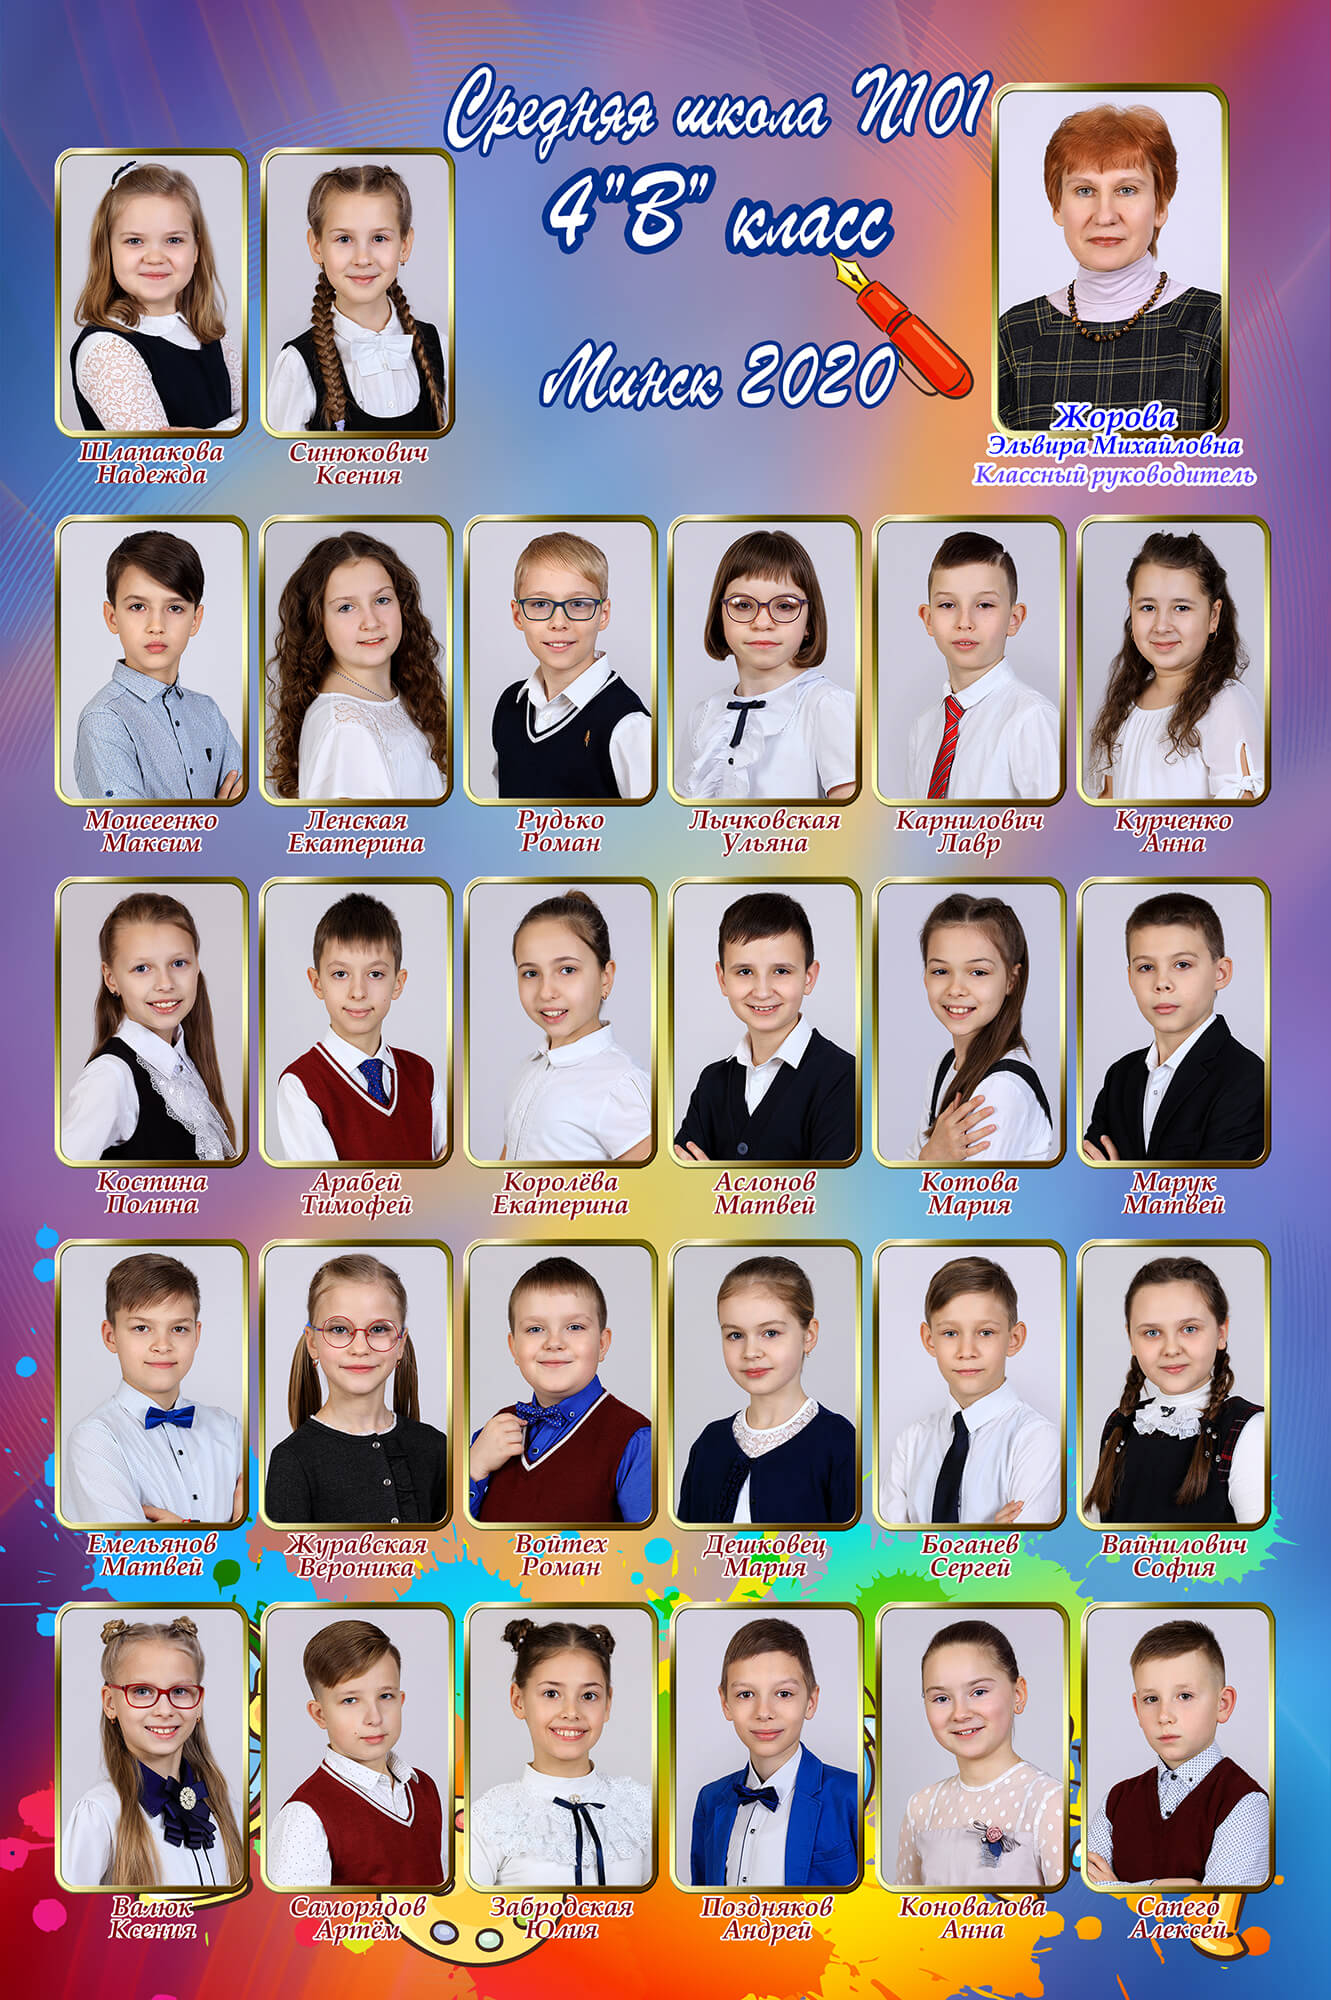 Средняя школа №101
4"В" класс
Минск 2020
Жорова
Эльвира Михайловна
Классный руководитель
Шлапакова
Надежда
Синюкович
Ксения
Моисеенко
Максим
Ленская
Екатерина
Рудько
Роман
Лычковская
Ульяна
Карнилович
Лавр
Курченко
Анна
Костина
Полина
Арабей
Тимофей
Королёва
Екатерина
Аслонов
Матвей
Котова
Мария
Марук
Матвей
Емельянов
Матвей
Журавская
Вероника
Войтех
Роман
Дешковец
Мария
Боганев
Сергей
Вайнилович
София
Валюк
Ксения
Саморядов
Артём
Забродская
Юлия
Поздняков
Андрей
Коновалова
Анна
Сапего
Алексей